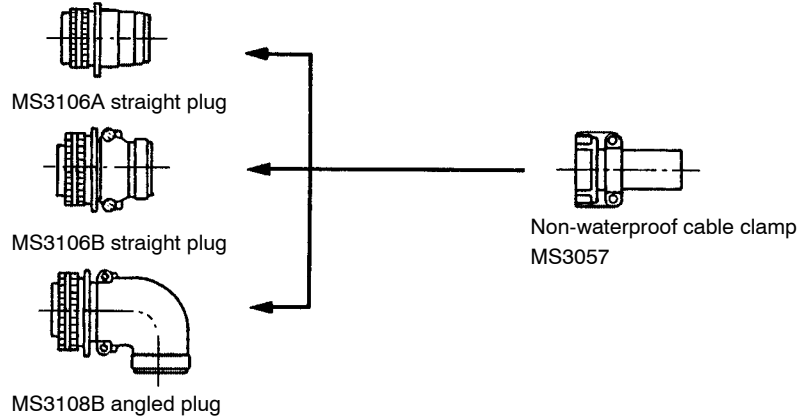 MS3106A straight plug
MS3106B straight plug
Non-waterproof cable clamp
MS3057
MS3108B angled plug